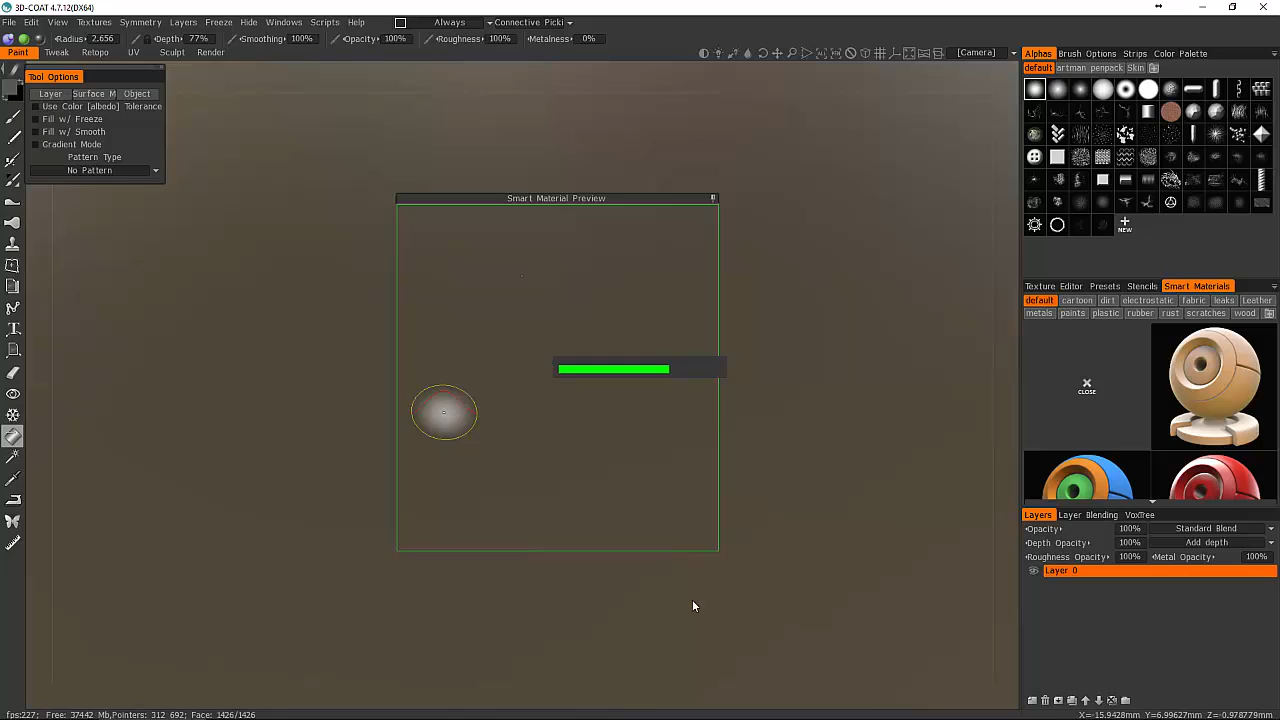 3D-COAT 4.7.12(DX64)
File Edit View Textures Symmetry Layers Freeze Hide Windows Scripts Help Always Connective Picki
Radius 2.656 Depth 77% Smoothing 100% Opacity 100% Roughness 100% Metalness 0%
Paint Tweak Retopo UV Sculpt Render [Camera]
Tool Options
Layer Surface M Object
Use Color [albedo] Tolerance
Fill w/ Freeze
Fill w/ Smooth
Gradient Mode
Pattern Type
No Pattern
Smart Material Preview
Alphas Brush Options Strips Color Palette
default artman penpack Skin
NEW
Texture Editor Presets Stencils Smart Materials
default cartoon dirt electrostatic fabric leaks Leather
metals paints plastic rubber rust scratches wood
CLOSE
Layers Layer Blending VoxTree
Opacity 100% Standard Blend
Depth Opacity 100% Add depth
Roughness Opacity 100% Metal Opacity 100%
Layer 0
fps:227; Free: 37442 Mb,Pointers: 312 692; Face: 1426/1426 X=-15.9428mm Y=6.99627mm Z=-0.978779mm